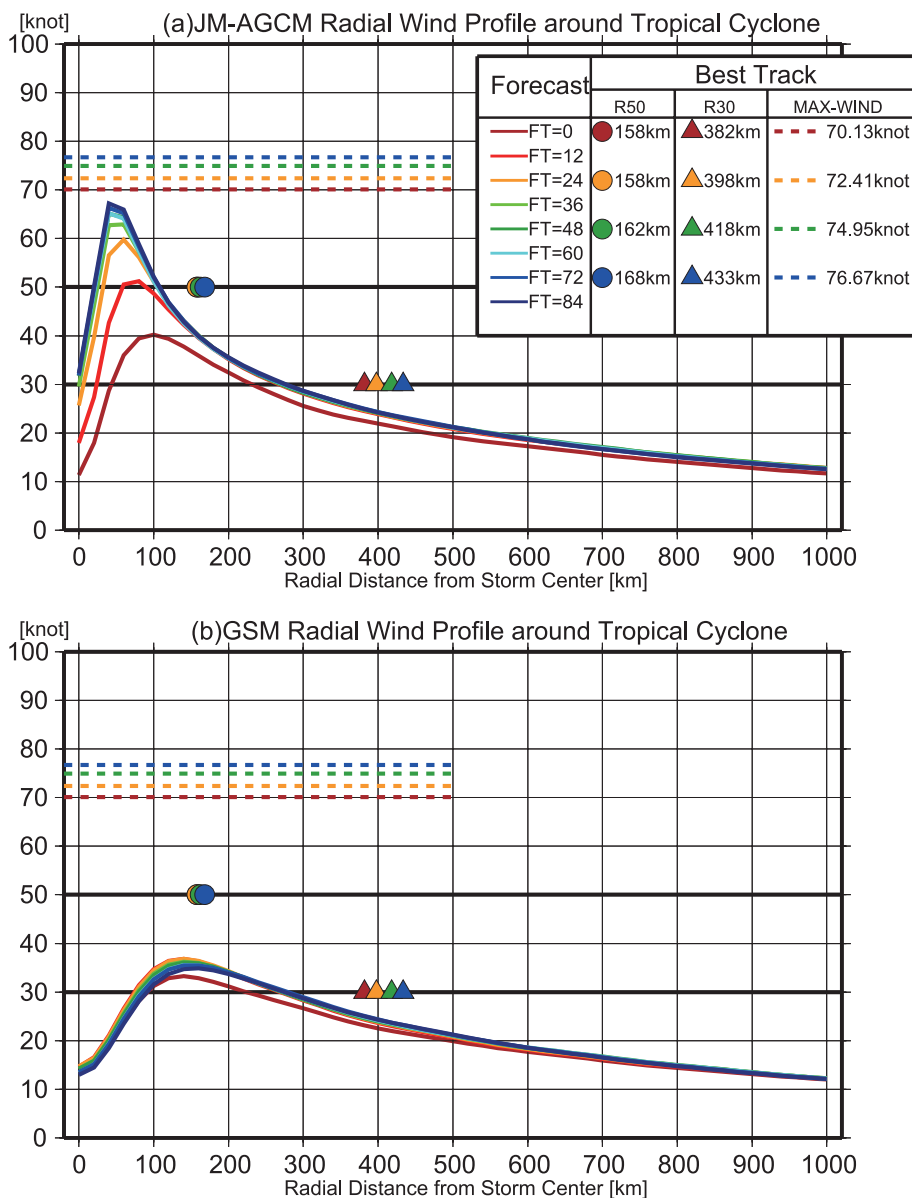 (a)JM-AGCM Radial Wind Profile around Tropical Cyclone
[knot]
100
90
80
70
60
50
40
30
20
10
0
Forecast Best Track
R50 R30 MAX-WIND
FT=0 158km 382km 70.13knot
FT=12
FT=24 158km 398km 72.41knot
FT=36
FT=48 162km 418km 74.95knot
FT=60
FT=72 168km 433km 76.67knot
FT=84
0 100 200 300 400 500 600 700 800 900 1000
Radial Distance from Storm Center [km]
(b)GSM Radial Wind Profile around Tropical Cyclone
[knot]
100
90
80
70
60
50
40
30
20
10
0
0 100 200 300 400 500 600 700 800 900 1000
Radial Distance from Storm Center [km]